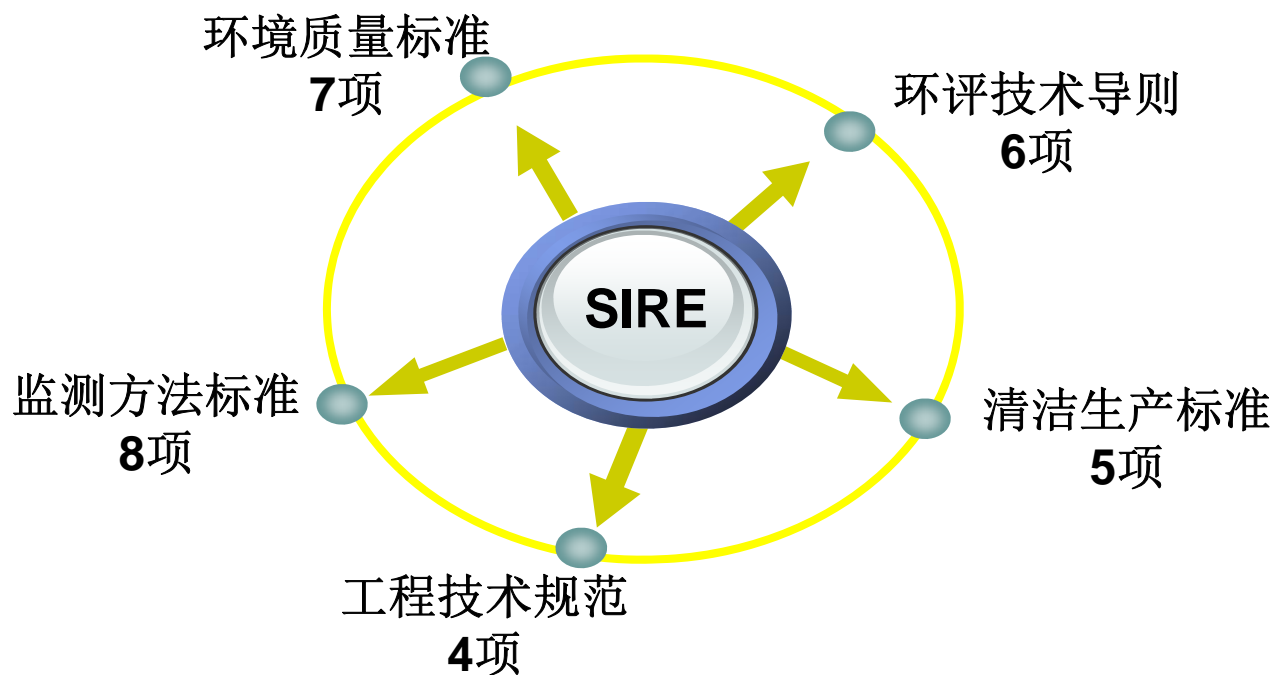 环境质量标准
7项
环评技术导则
6项
SIRE
监测方法标准
8项
清洁生产标准
5项
工程技术规范
4项